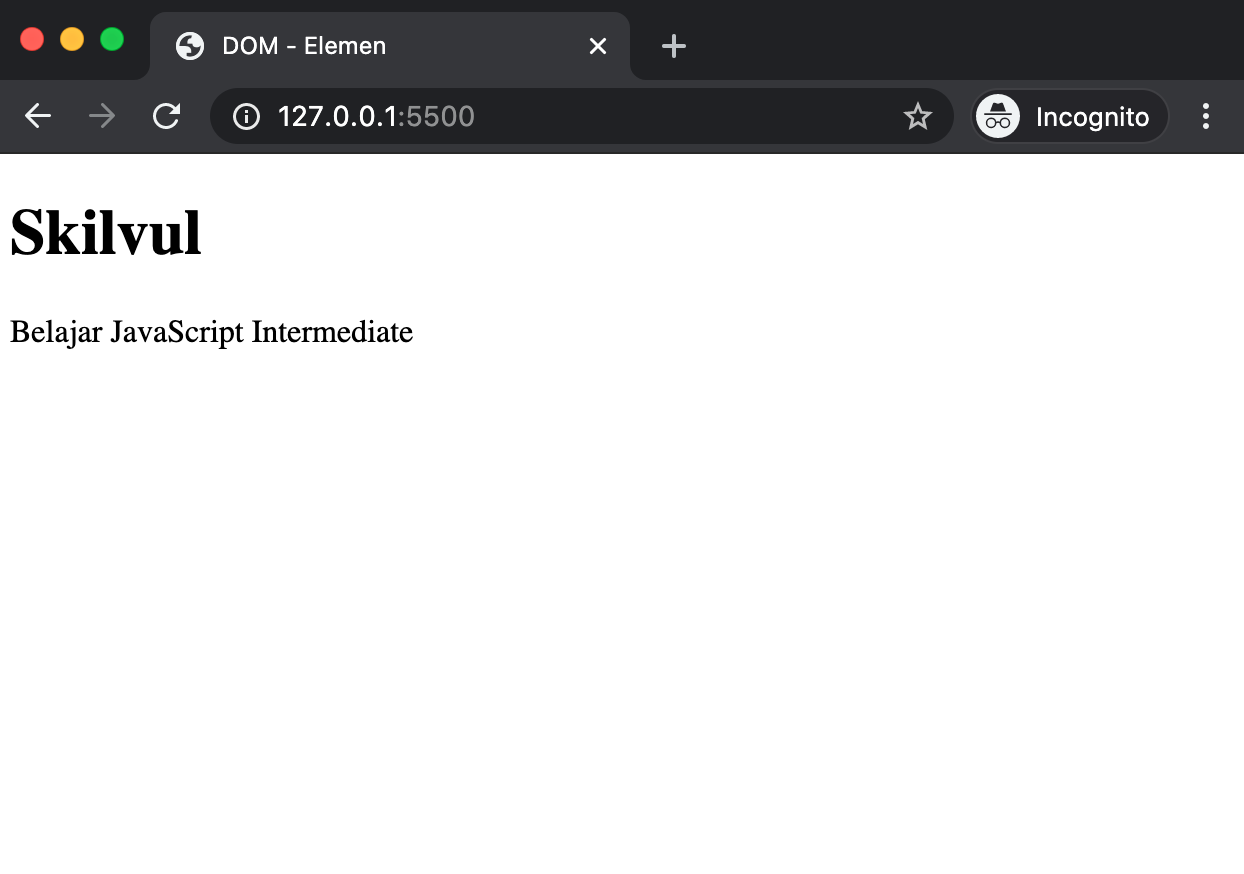 DOM - Elemen
127.0.0.1:5500
Incognito
Skilvul
Belajar JavaScript Intermediate